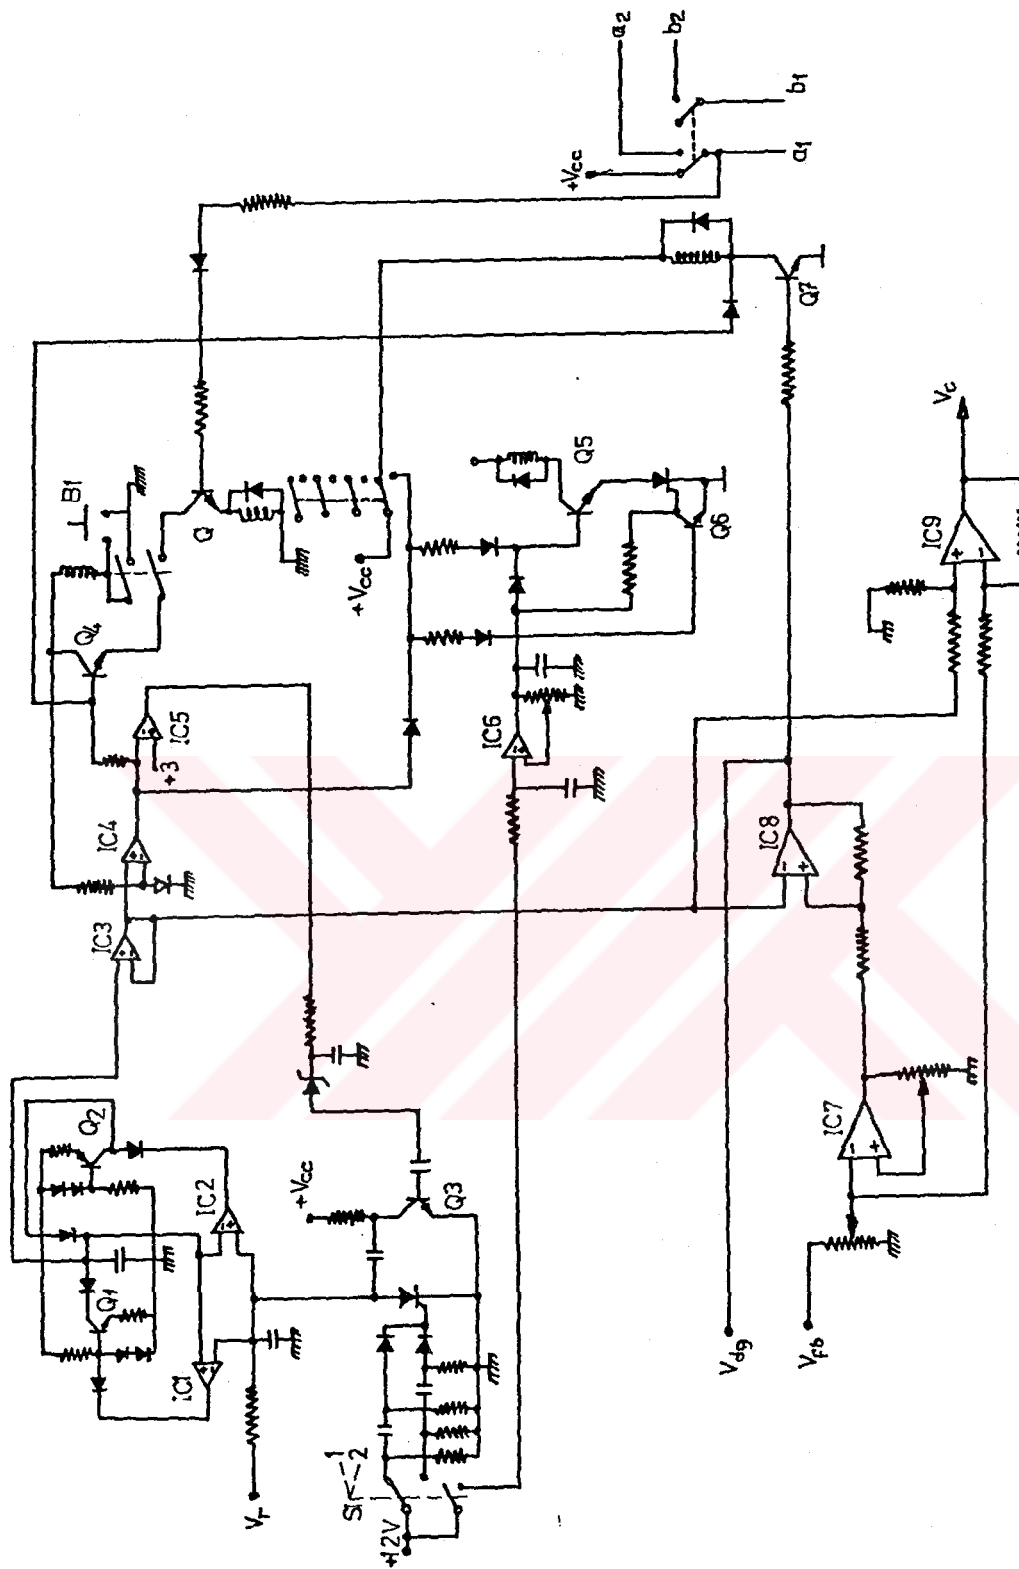 a2
b2
b1
a1
+Vcc
Q7
B1
Q
Q4
+Vcc
Q5
Q6
IC5
+3
IC4
IC3
IC6
Vc
IC9
+
-
IC8
-
+
Q2
Q1
IC2
IC1
+Vcc
Q3
IC7
-
+
Vr
S1
1
2
+12V
Vdg
Vfb